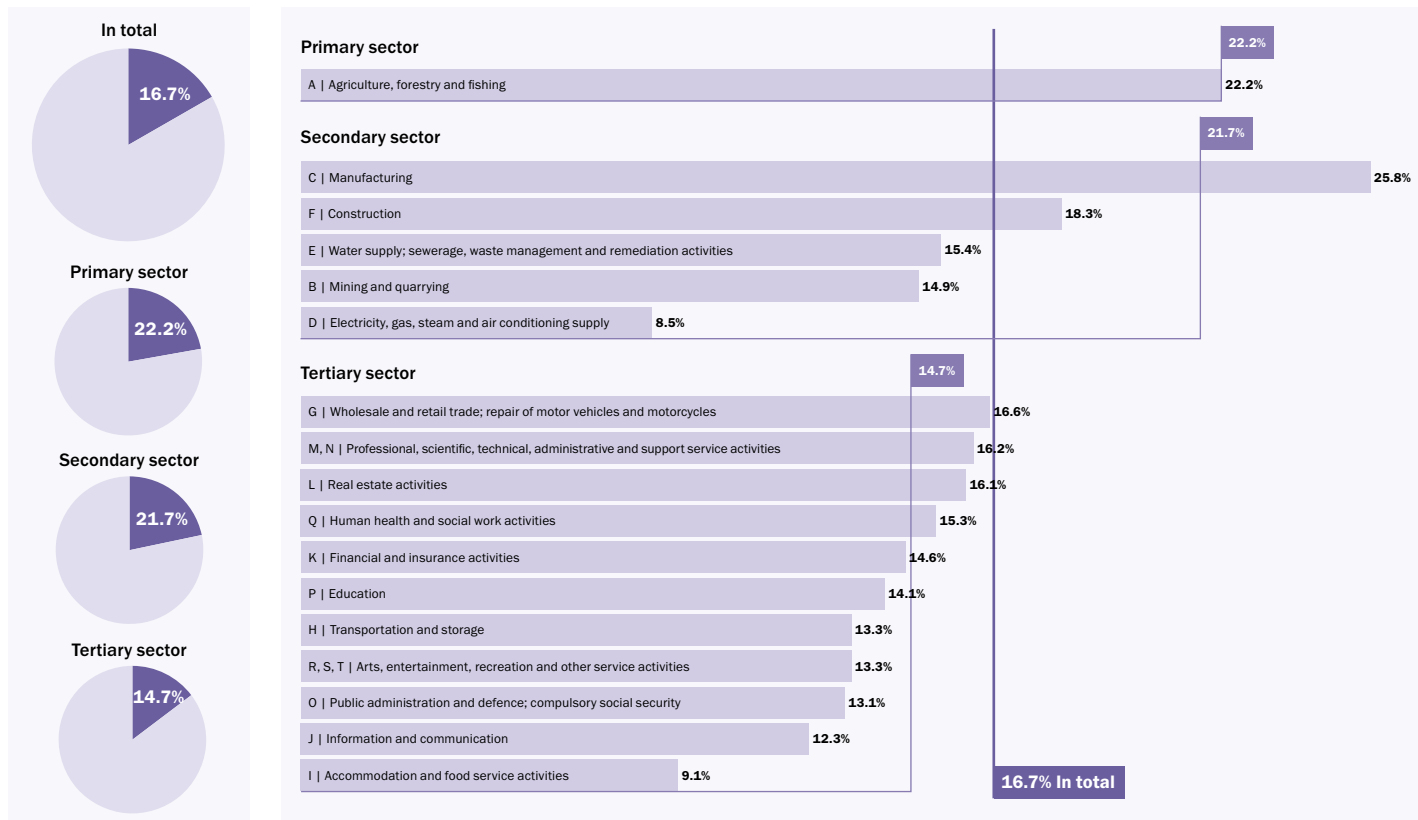 In total
16.7%
Primary sector
22.2%
Secondary sector
21.7%
Tertiary sector
14.7%
Primary sector
22.2%
A | Agriculture, forestry and fishing
22.2%
Secondary sector
21.7%
C | Manufacturing
25.8%
F | Construction
18.3%
E | Water supply; sewerage, waste management and remediation activities
15.4%
B | Mining and quarrying
14.9%
D | Electricity, gas, steam and air conditioning supply
8.5%
Tertiary sector
14.7%
G | Wholesale and retail trade; repair of motor vehicles and motorcycles
16.6%
M, N | Professional, scientific, technical, administrative and support service activities
16.2%
L | Real estate activities
16.1%
Q | Human health and social work activities
15.3%
K | Financial and insurance activities
14.6%
P | Education
14.1%
H | Transportation and storage
13.3%
R, S, T | Arts, entertainment, recreation and other service activities
13.3%
O | Public administration and defence; compulsory social security
13.1%
J | Information and communication
12.3%
I | Accommodation and food service activities
9.1%
16.7% In total